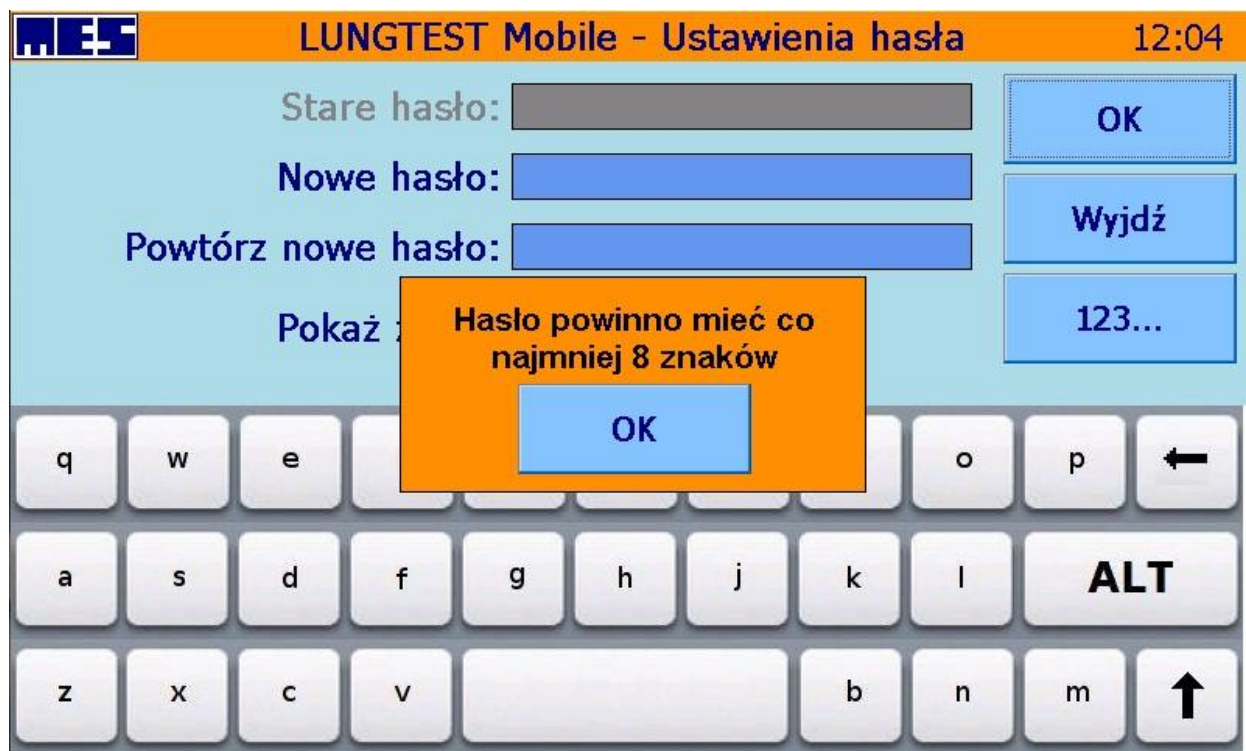 MES LUNGTEST Mobile - Ustawienia hasła 12:04
Stare hasło:
OK
Nowe hasło:
Wyjdź
Powtórz nowe hasło:
Pokaż
123...
Hasło powinno mieć co
najmniej 8 znaków
OK
q w e o p ←
a s d f g h j k l ALT
z x c v b n m ↑